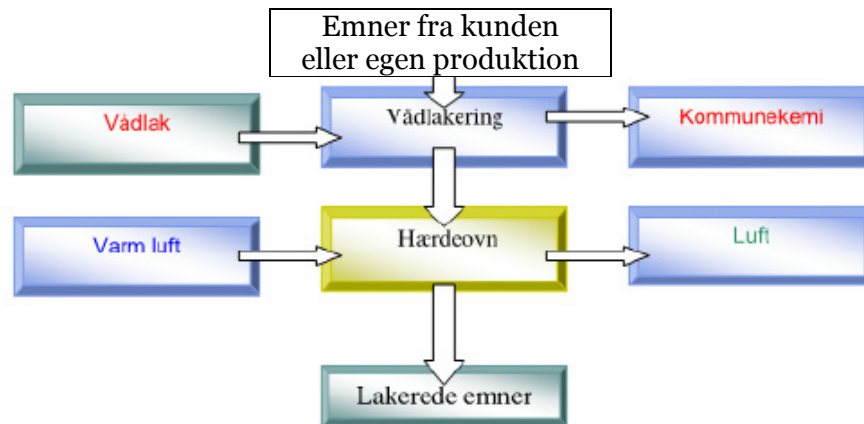 Emner fra kunden
eller egen produktion
Vådlak
Vådlakering
Kommunekemi
Varm luft
Hærdeovn
Luft
Lakerede emner